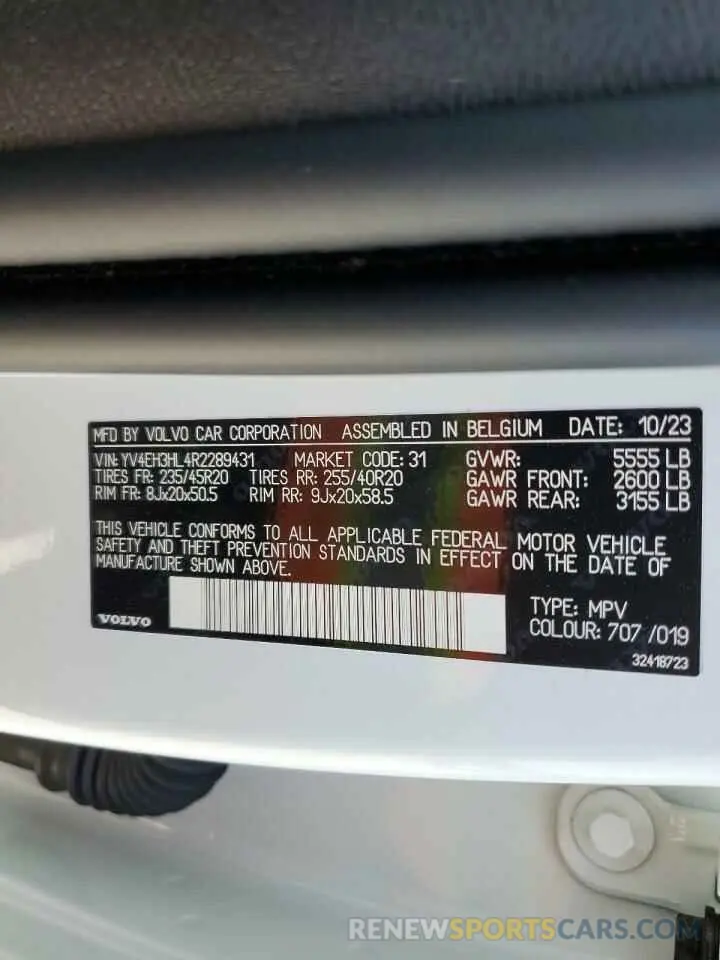 MFD BY VOLVO CAR CORPORATION ASSEMBLED IN BELGIUM DATE: 10/23
VIN: YV4EH3HL4R2289431 MARKET CODE: 31 GVWR: 5555 LB
TIRES FR: 235/45R20 TIRES RR: 255/40R20 GAWR FRONT: 2600 LB
RIM FR: 8Jx20x50.5 RIM RR: 9Jx20x58.5 GAWR REAR: 3155 LB
THIS VEHICLE CONFORMS TO ALL APPLICABLE FEDERAL MOTOR VEHICLE
SAFETY AND THEFT PREVENTION STANDARDS IN EFFECT ON THE DATE OF
MANUFACTURE SHOWN ABOVE.
TYPE: MPV
VOLVO COLOUR: 707 /019
32418723
RENEWSPORTSCARS.COM